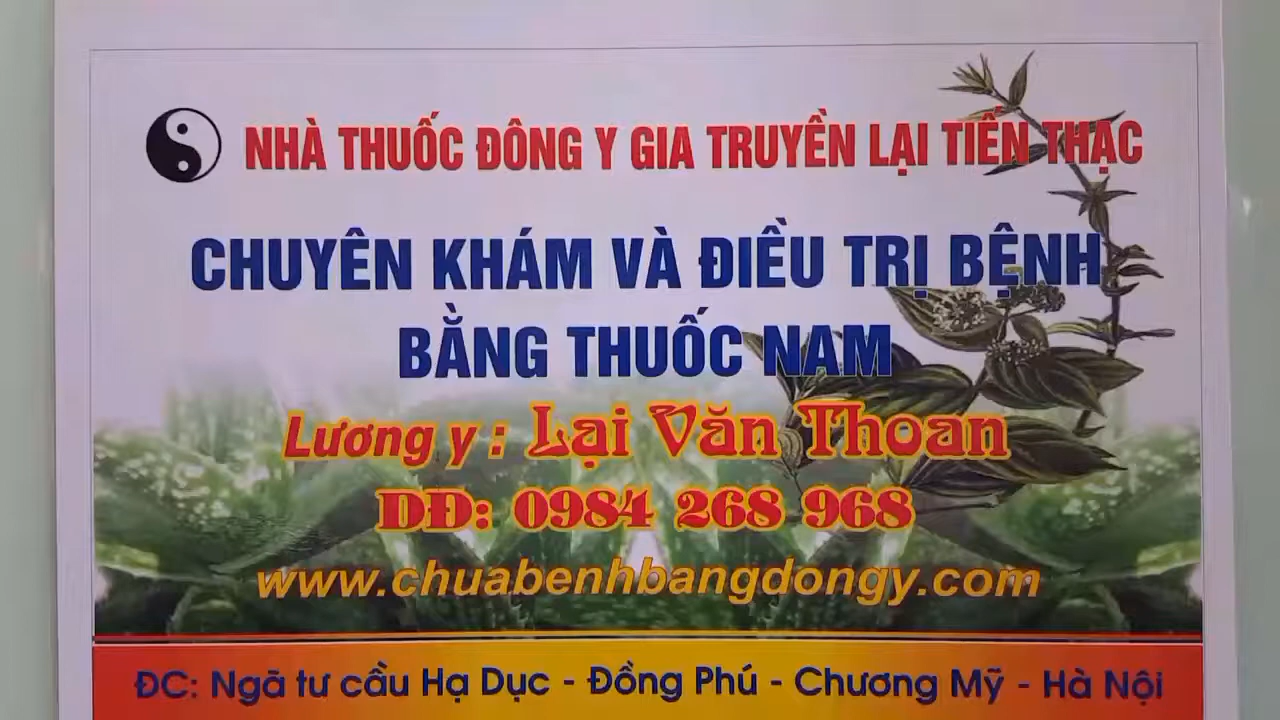 NHÀ THUỐC ĐÔNG Y GIA TRUYỀN LẠI TIẾN THẠC
CHUYÊN KHÁM VÀ ĐIỀU TRỊ BỆNH
BẰNG THUỐC NAM
Lương y : Lại Văn Thoan
DĐ: 0984 268 968
www.chuabenhbangdongy.com
ĐC: Ngã tư cầu Hạ Dục - Đồng Phú - Chương Mỹ - Hà Nội